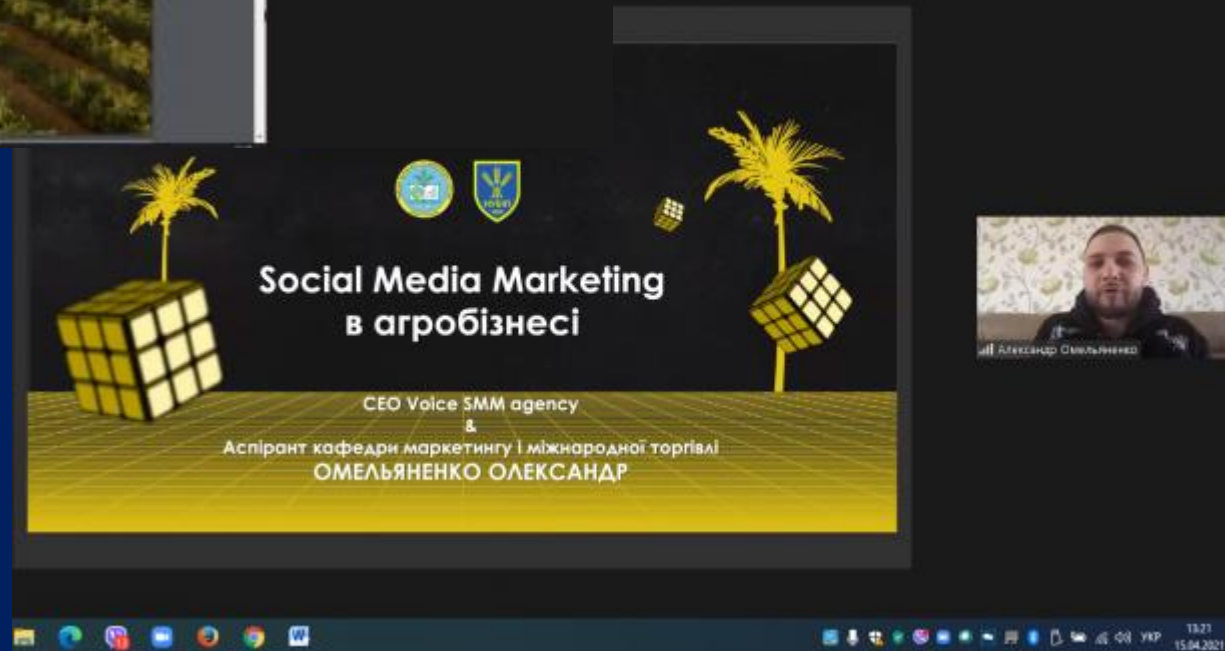 Social Media Marketing
в агробізнесі
CEO Voice SMM agency
&
Аспірант кафедри маркетингу і міжнародної торгівлі
ОМЕЛЬЯНЕНКО ОЛЕКСАНДР
Александр Омельяненко
УКР
13:21
15.04.2021